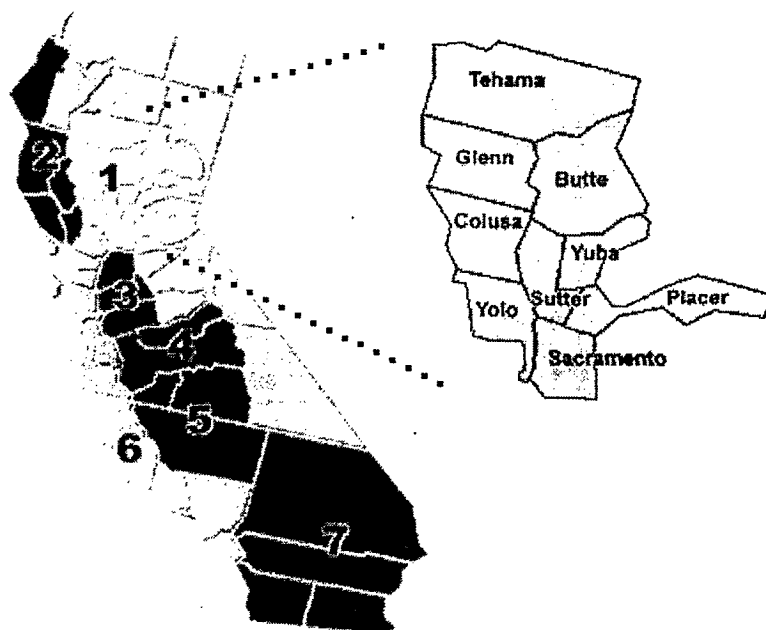 Tehama
2
1
Glenn
Butte
Colusa
Yuba
3
Yolo
Sutter
Placer
4
Sacramento
5
6
7